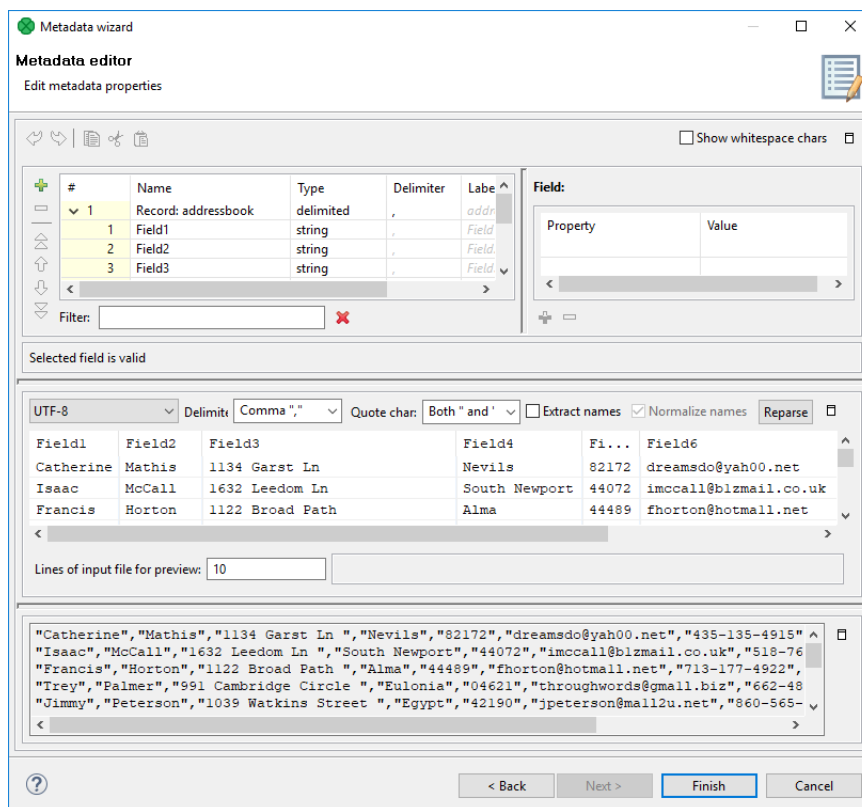 Metadata wizard
Metadata editor
Edit metadata properties
Show whitespace chars
# Name Type Delimiter Labe
1 Record: addressbook delimited , addr
1 Field1 string , Field
2 Field2 string , Field
3 Field3 string , Field
Filter:
Field:
Property Value
Selected field is valid
UTF-8 Delimite Comma "," Quote char: Both " and ' Extract names Normalize names Reparse
Field1 Field2 Field3 Field4 Fi... Field6
Catherine Mathis 1134 Garst Ln Nevils 82172 dreamsdo@yah00.net
Isaac McCall 1632 Leedom Ln South Newport 44072 imccall@b1zmail.co.uk
Francis Horton 1122 Broad Path Alma 44489 fhorton@hotma1l.net
Lines of input file for preview: 10
"Catherine","Mathis","1134 Garst Ln ","Nevils","82172","dreamsdo@yah00.net","435-135-4915"
"Isaac","McCall","1632 Leedom Ln ","South Newport","44072","imccall@b1zmail.co.uk","518-76
"Francis","Horton","1122 Broad Path ","Alma","44489","fhorton@hotma1l.net","713-177-4922",
"Trey","Palmer","991 Cambridge Circle ","Eulonia","04621","throughwords@gma1l.biz","662-48
"Jimmy","Peterson","1039 Watkins Street ","Egypt","42190","jpeterson@ma1l2u.net","860-565-
? < Back Next > Finish Cancel